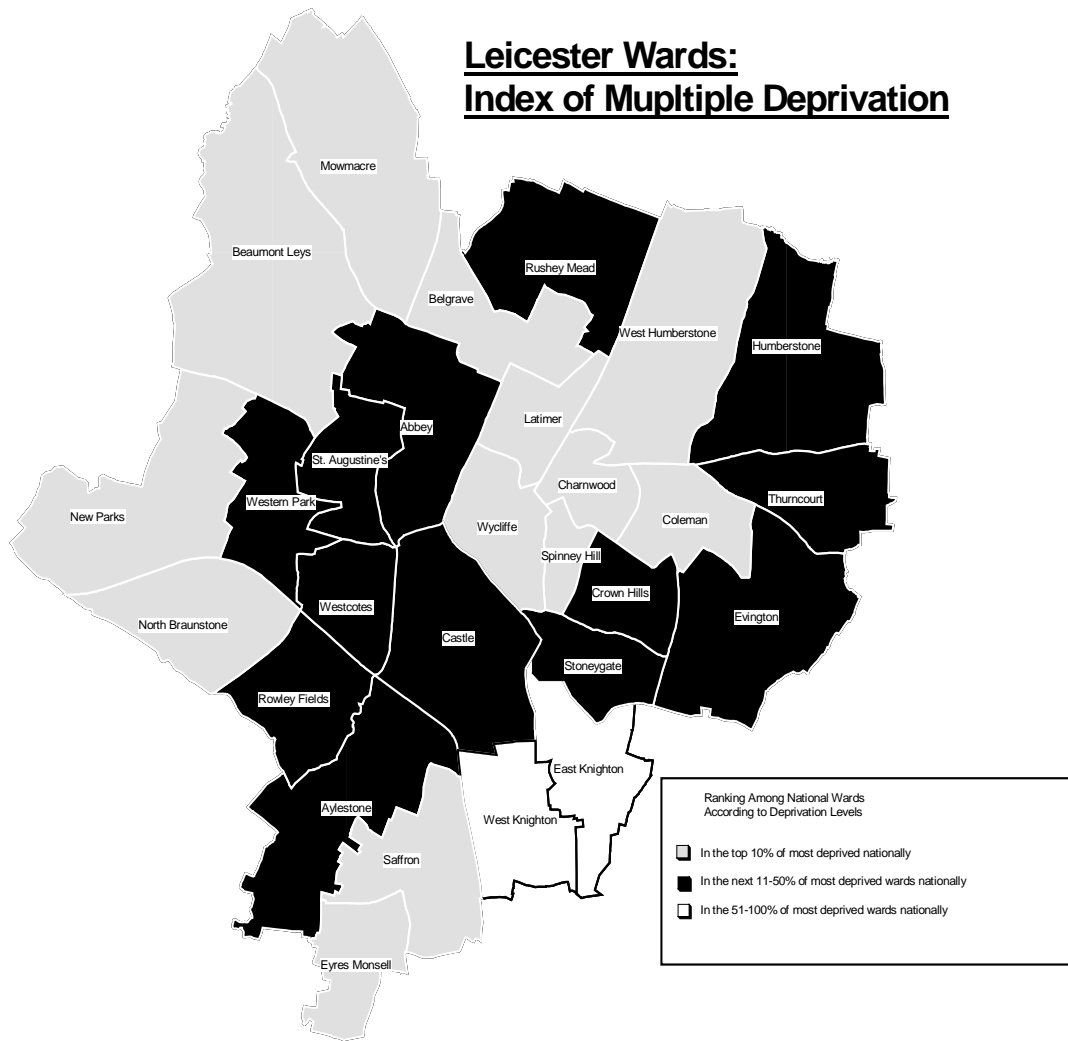 Leicester Wards:
Index of Mupltiple Deprivation
Mowmacre
Beaumont Leys
Rushey Mead
Belgrave
West Humberstone
Humberstone
Latimer
Abbey
St. Augustine's
Charnwood
Western Park
Thurncourt
New Parks
Coleman
Wycliffe
Spinney Hill
Crown Hills
Westcotes
Evington
North Braunstone
Castle
Stoneygate
Rowley Fields
East Knighton
Aylestone
West Knighton
Saffron
Eyres Monsell
Ranking Among National Wards
According to Deprivation Levels
In the top 10% of most deprived nationally
In the next 11-50% of most deprived wards nationally
In the 51-100% of most deprived wards nationally